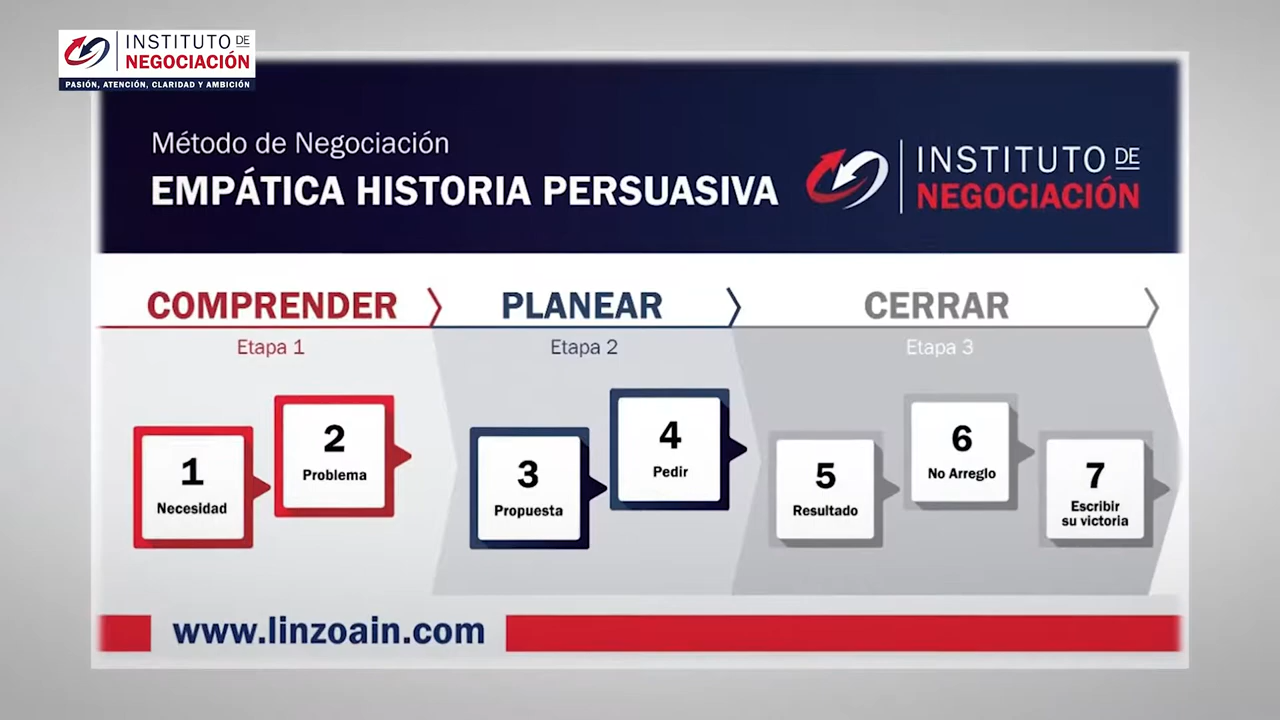 INSTITUTO DE
NEGOCIACIÓN
PASIÓN, ATENCIÓN, CLARIDAD Y AMBICIÓN
Método de Negociación
EMPÁTICA HISTORIA PERSUASIVA
INSTITUTO DE
NEGOCIACIÓN
COMPRENDER
PLANEAR
CERRAR
Etapa 1
Etapa 2
Etapa 3
1
Necesidad
2
Problema
3
Propuesta
4
Pedir
5
Resultado
6
No Arreglo
7
Escribir
su victoria
www.linzoain.com